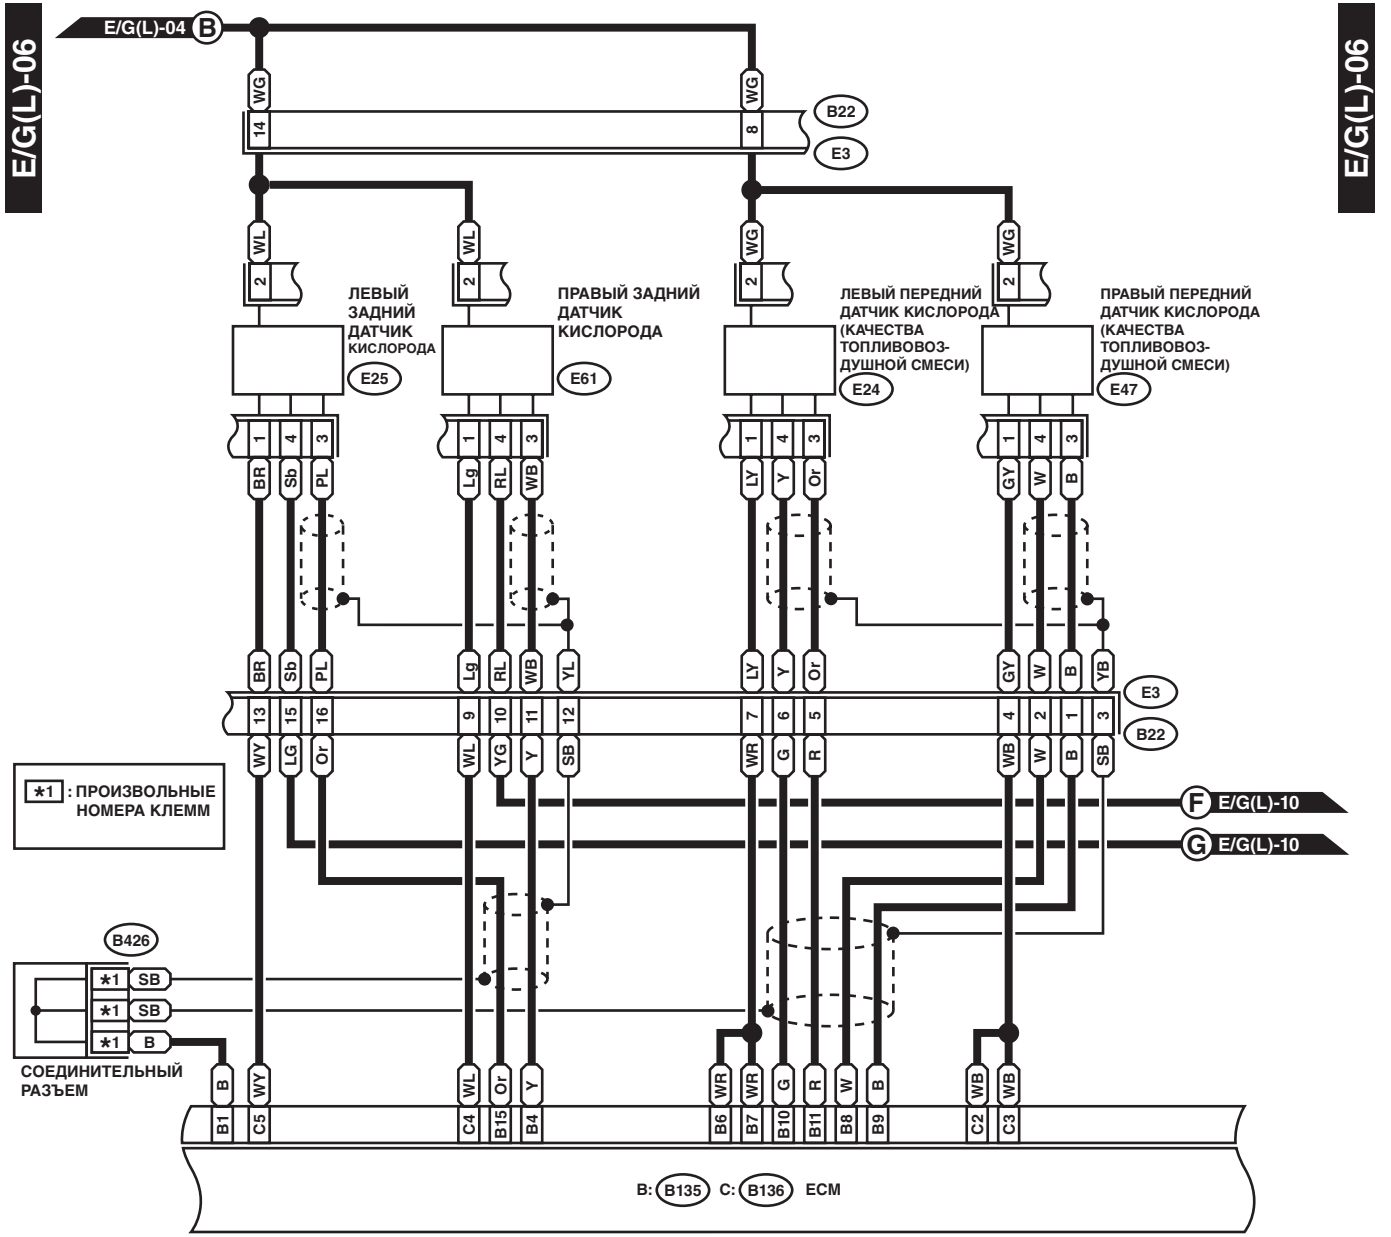 E/G(L)-06
E/G(L)-04 B
E/G(L)-06
WG WG
14 8 B22
E3
WL WL WG WG
2 2 2 2
ЛЕВЫЙ
ЗАДНИЙ
ДАТЧИК
КИСЛОРОДА
E25
ПРАВЫЙ ЗАДНИЙ
ДАТЧИК
КИСЛОРОДА
E61
ЛЕВЫЙ ПЕРЕДНИЙ
ДАТЧИК КИСЛОРОДА
(КАЧЕСТВА
ТОПЛИВОВОЗ-
ДУШНОЙ СМЕСИ)
E24
ПРАВЫЙ ПЕРЕДНИЙ
ДАТЧИК КИСЛОРОДА
(КАЧЕСТВА
ТОПЛИВОВОЗ-
ДУШНОЙ СМЕСИ)
E47
1 4 3 1 4 3 1 4 3 1 4 3
BR Sb PL Lg RL WB LY Y Or GY W B
BR Sb PL Lg RL WB YL LY Y Or GY W B YB
E3
13 15 16 9 10 11 12 7 6 5 4 2 1 3
B22
WY LG Or WL YG Y SB WR G R WB W B SB
*1 : ПРОИЗВОЛЬНЫЕ
НОМЕРА КЛЕММ
F E/G(L)-10
G E/G(L)-10
B426
*1 SB
*1 SB
*1 B
СОЕДИНИТЕЛЬНЫЙ
РАЗЪЕМ
B WY WL Or Y WR WR G R W B WB WB
B1 C5 C4 B15 B4 B6 B7 B10 B11 B8 B9 C2 C3
B: B135 C: B136 ECM